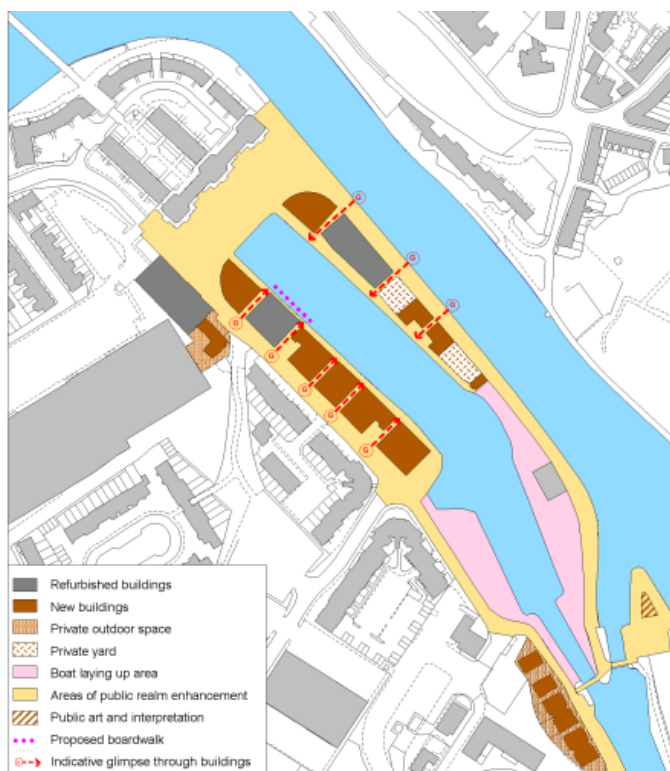 G
G
G
G
G
G
G
G
Refurbished buildings
New buildings
Private outdoor space
Private yard
Boat laying up area
Areas of public realm enhancement
Public art and interpretation
Proposed boardwalk
G Indicative glimpse through buildings